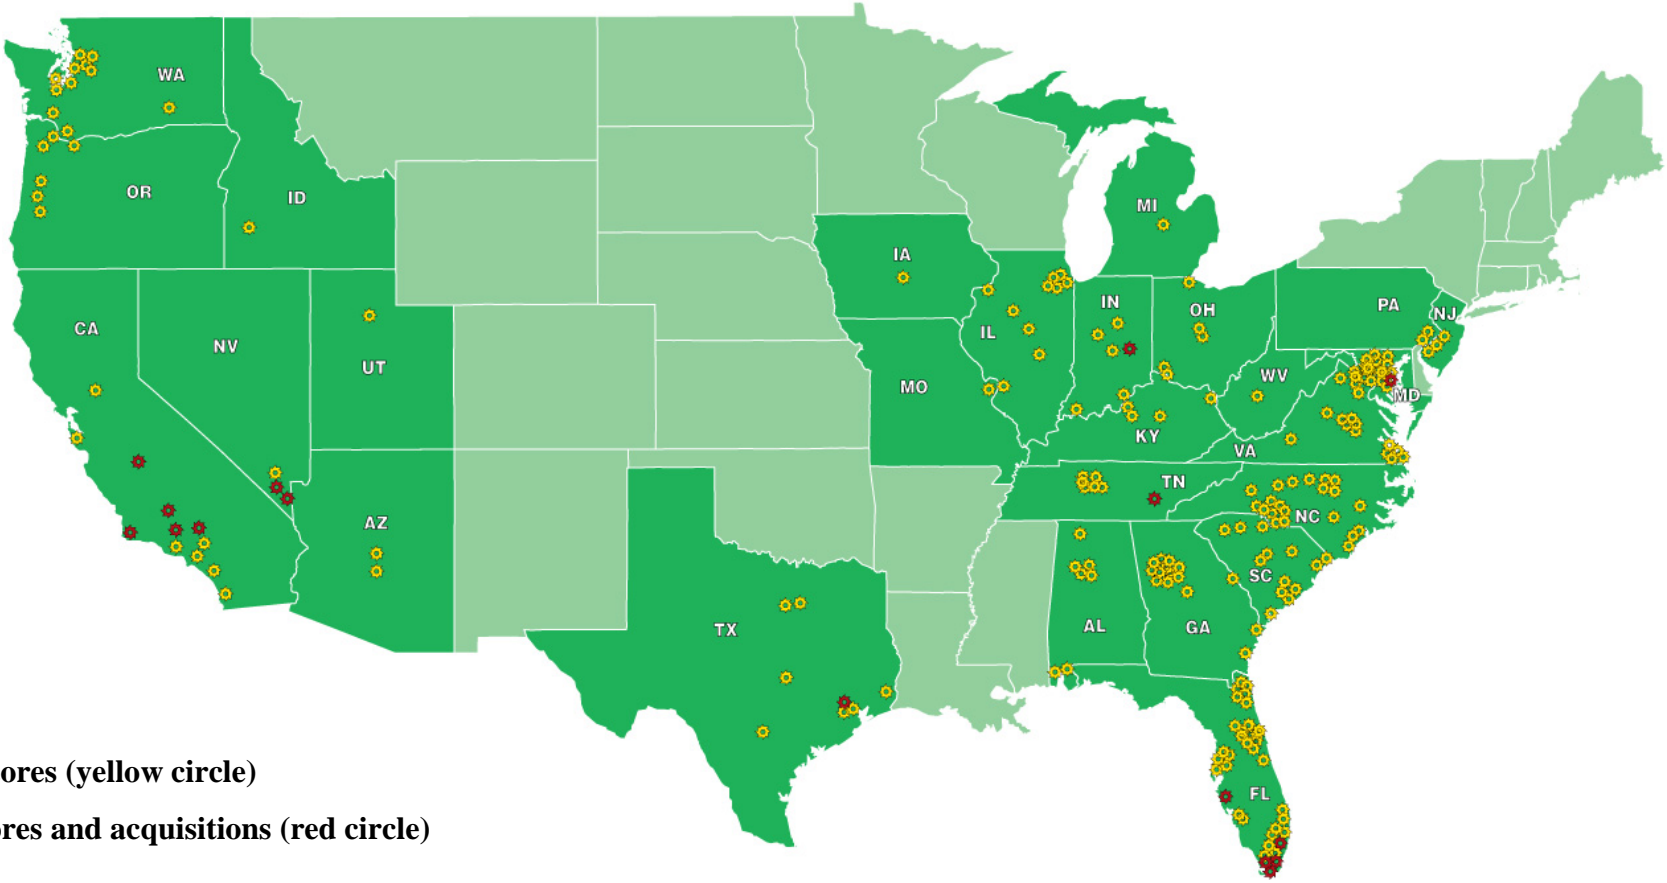 WA
OR
ID
CA
NV
UT
AZ
TX
IA
MO
IL
IN
MI
OH
PA
NJ
WV
MD
KY
VA
TN
NC
SC
AL
GA
FL
ores (yellow circle)
res and acquisitions (red circle)